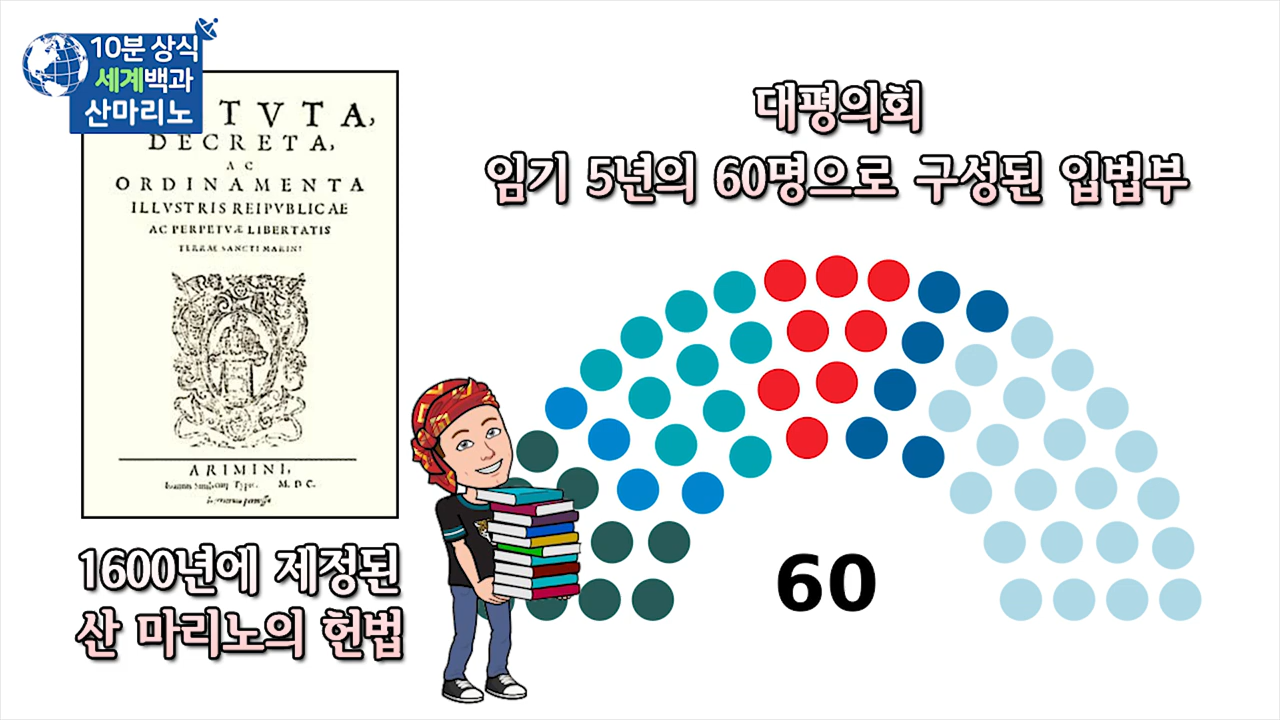 10분 상식
세계백과
산마리노
TVTA,
DECRETA,
AC
ORDINAMENTA
ILLVSTRIS REIPVBLICAE
AC PERPETVÆ LIBERTATIS
TERRAE SANCTI MARINI
ARIMINI,
M. D C.
1600년에 제정된
산 마리노의 헌법
대평의회
임기 5년의 60명으로 구성된 입법부
60